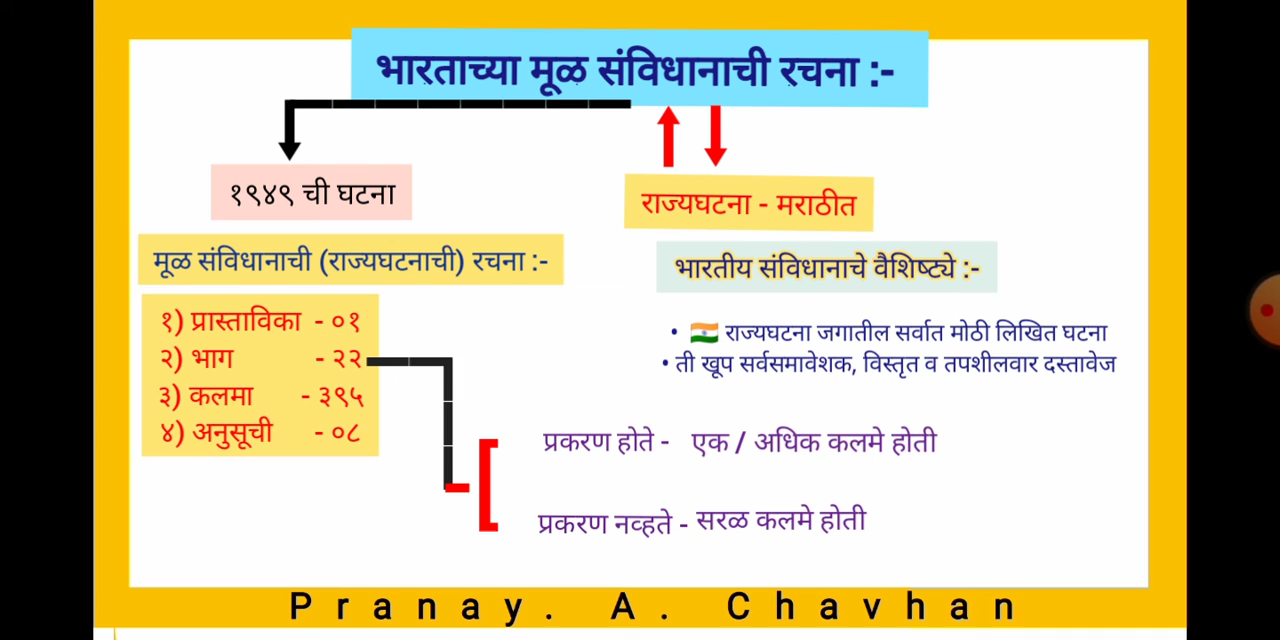 भारताच्या मूळ संविधानाची रचना :-
१९४९ ची घटना
राज्यघटना - मराठीत
मूळ संविधानाची (राज्यघटनाची) रचना :-
१) प्रास्ताविका - ०१
२) भाग - २२
३) कलमा - ३९५
४) अनुसूची - ०८
भारतीय संविधानाचे वैशिष्ट्ये :-
• 🇮🇳 राज्यघटना जगातील सर्वात मोठी लिखित घटना
• ती खूप सर्वसमावेशक, विस्तृत व तपशीलवार दस्तावेज
प्रकरण होते - एक / अधिक कलमे होती
प्रकरण नव्हते - सरळ कलमे होती
Pranay. A. Chavhan